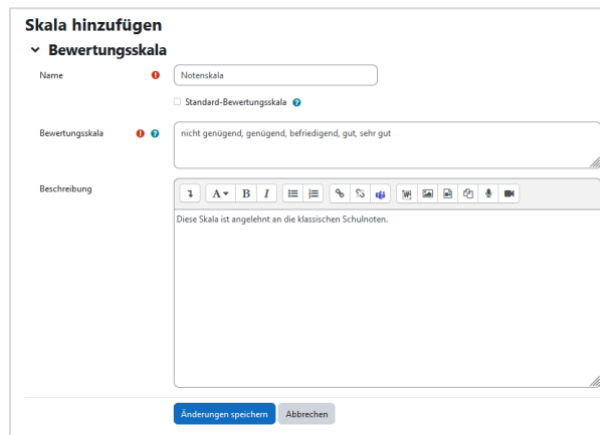 Skala hinzufügen
Bewertungsskala
Name
Notenskala
Standard-Bewertungsskala
Bewertungsskala
nicht genügend, genügend, befriedigend, gut, sehr gut
Beschreibung
A B I
Diese Skala ist angelehnt an die klassischen Schulnoten.
Änderungen speichern Abbrechen